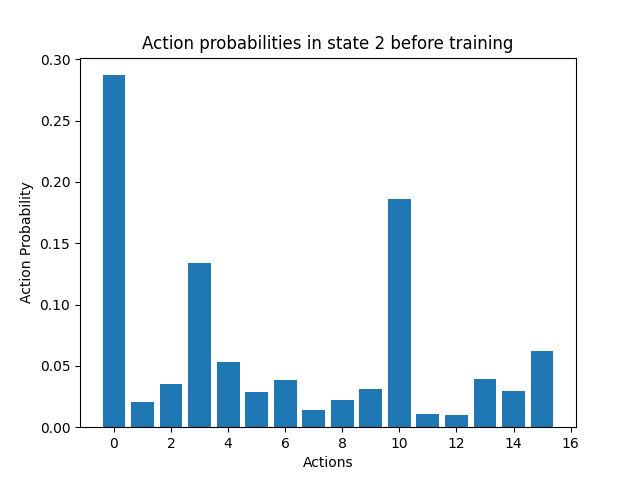 Action probabilities in state 2 before training
0.30
0.25
0.20
0.15
0.10
0.05
0.00
Action Probability
0 2 4 6 8 10 12 14 16
Actions